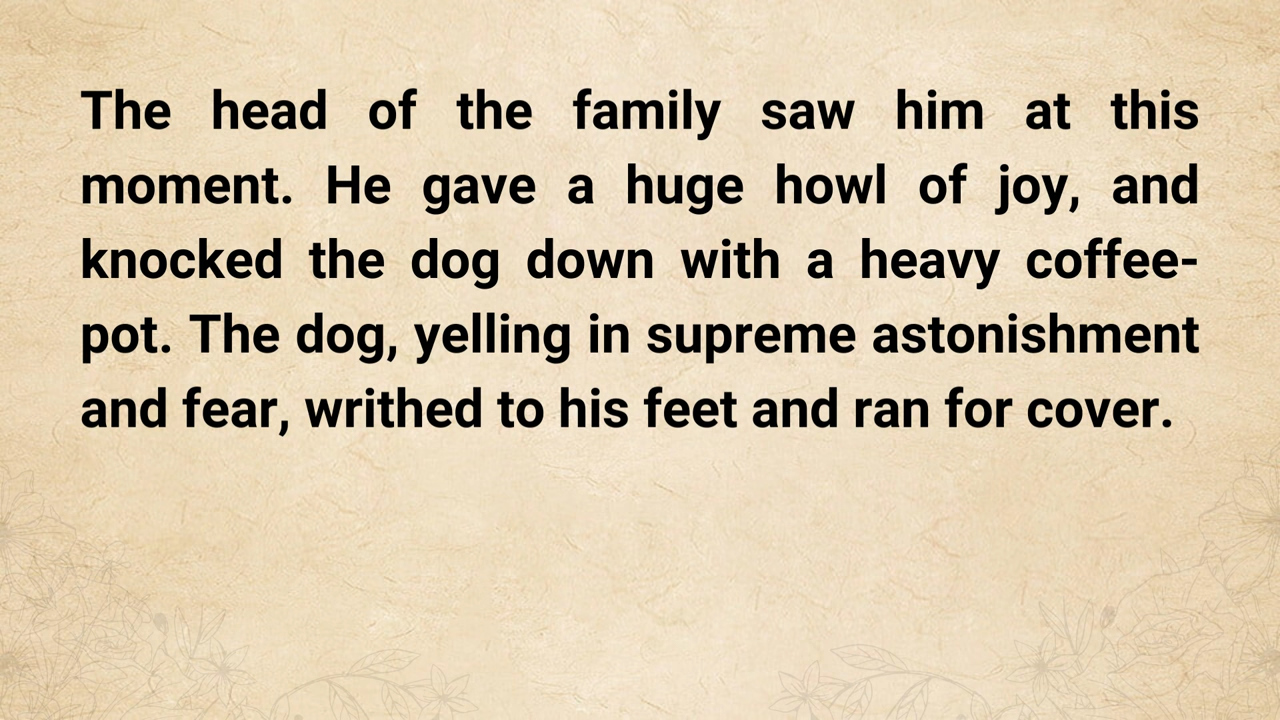 The head of the family saw him at this
moment. He gave a huge howl of joy, and
knocked the dog down with a heavy coffee-
pot. The dog, yelling in supreme astonishment
and fear, writhed to his feet and ran for cover.